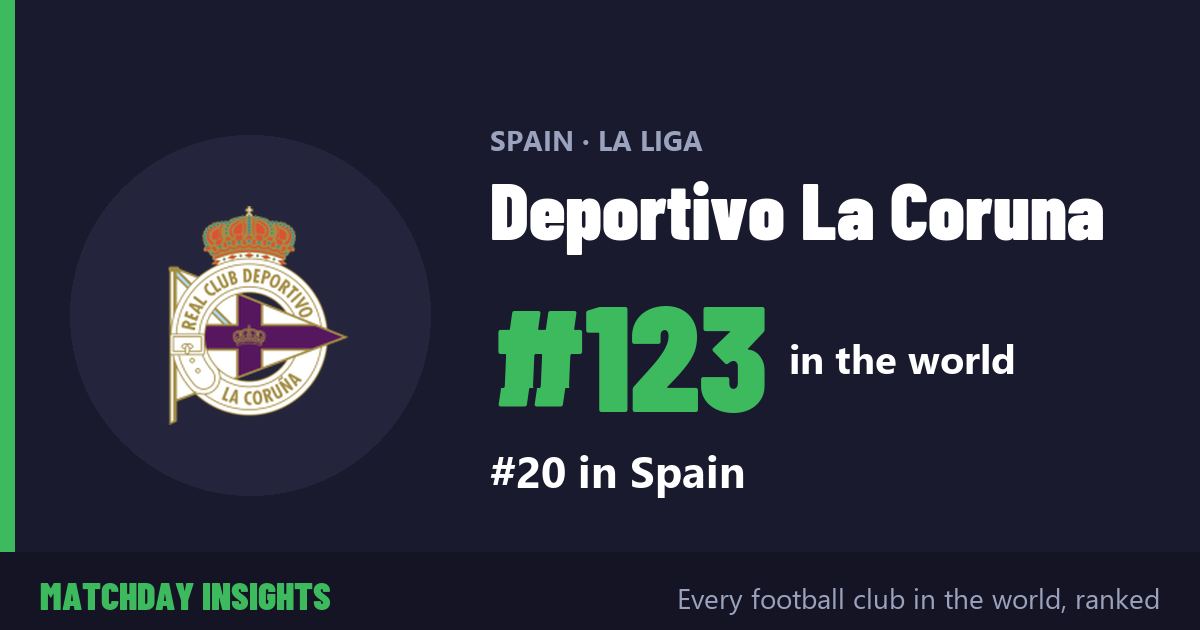 SPAIN · LA LIGA
Deportivo La Coruna
REAL CLUB DEPORTIVO
LA CORUÑA
#123 in the world
#20 in Spain
MATCHDAY INSIGHTS
Every football club in the world, ranked